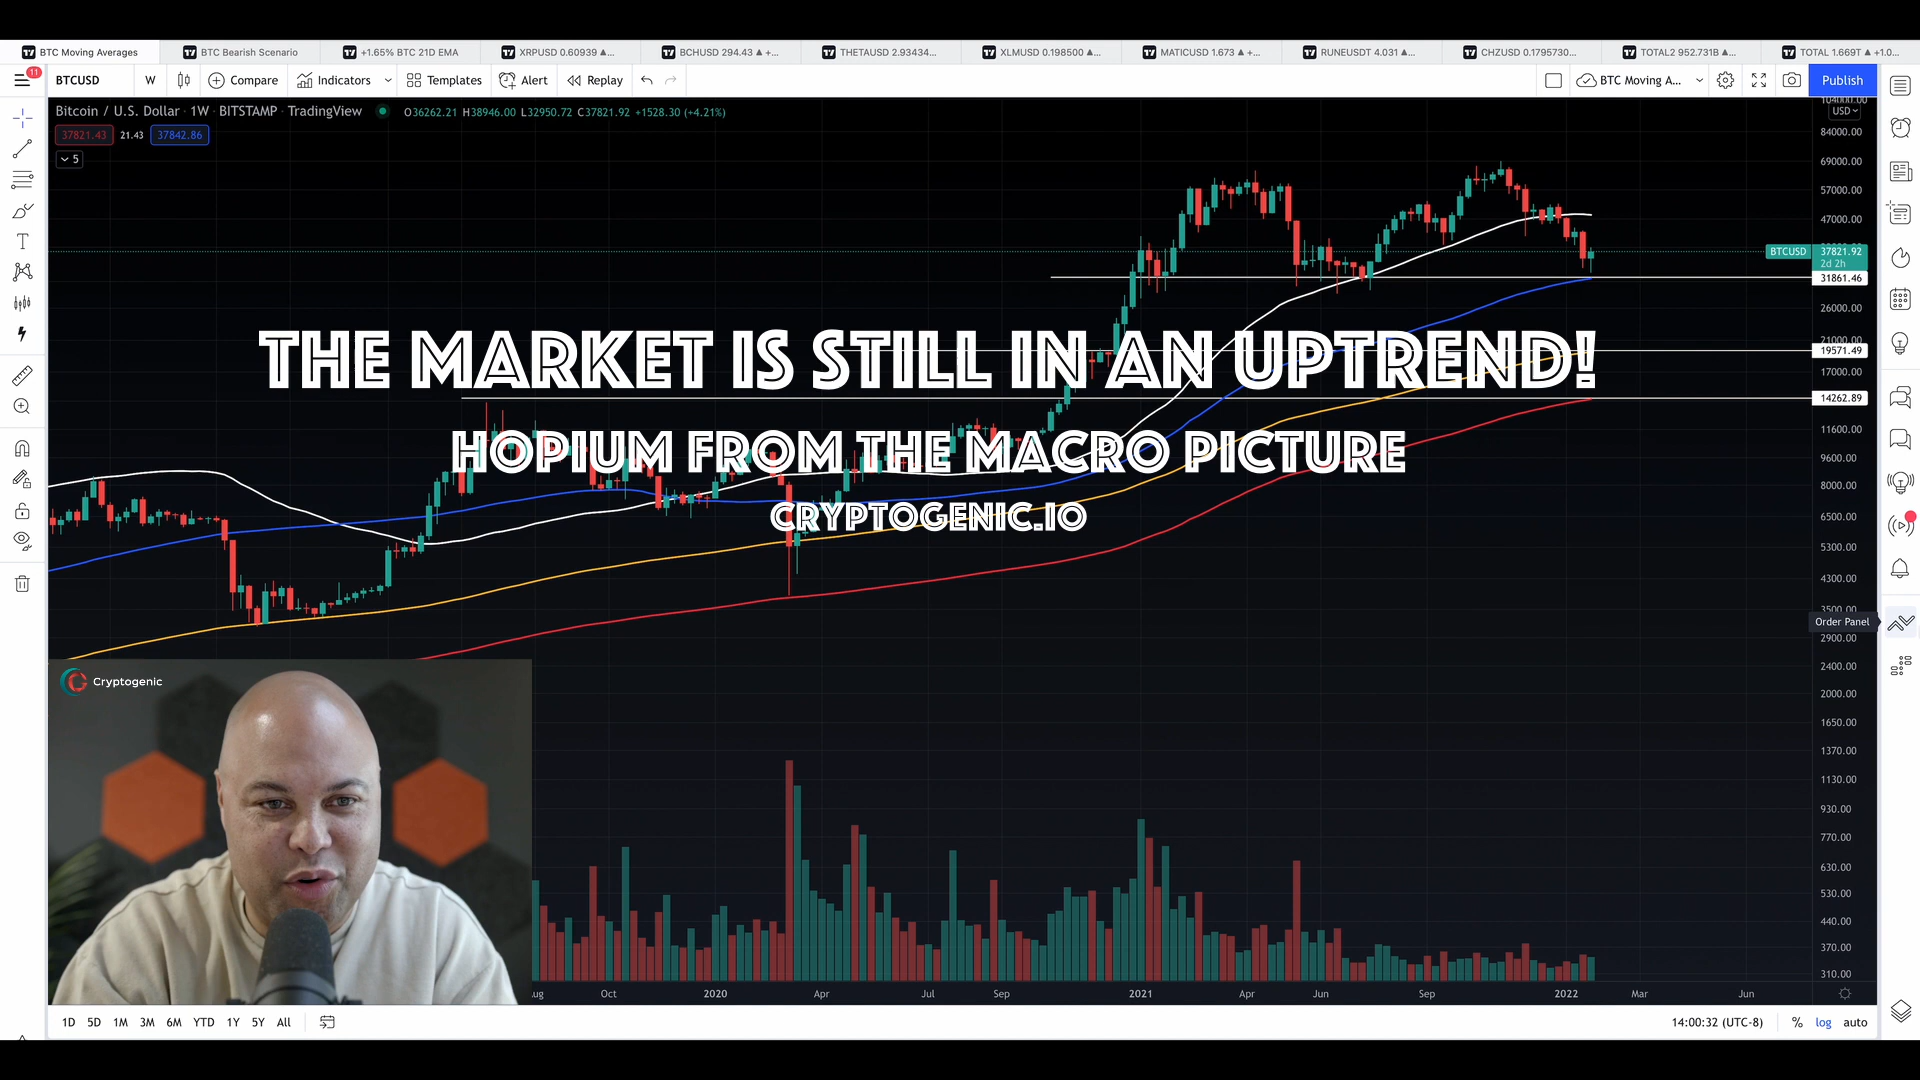 BTC Moving Averages
BTC Bearish Scenario
+1.65% BTC 21D EMA
XRPUSD 0.60939 ▲...
BCHUSD 294.43 ▲ +...
THETAUSD 2.93434...
XLMUSD 0.198500 ▲...
MATICUSD 1.673 ▲ +...
RUNEUSDT 4.031 ▲...
CHZUSD 0.1795730...
TOTAL2 952.731B ▲...
TOTAL 1.669T ▲ +1.0...
11
BTCUSD
W
Compare
Indicators
Templates
Alert
Replay
BTC Moving A...
Publish
Bitcoin / U.S. Dollar · 1W · BITSTAMP · TradingView
O36262.21 H38946.00 L32950.72 C37821.92 +1528.30 (+4.21%)
37821.43
21.43
37842.86
5
104000.00
USD
84000.00
69000.00
57000.00
47000.00
BTCUSD
37821.92
2d 2h
31861.46
26000.00
21000.00
19571.49
17000.00
14262.89
11600.00
9600.00
8000.00
6500.00
5300.00
4300.00
3500.00
Order Panel
2900.00
2400.00
2000.00
1650.00
1370.00
1130.00
930.00
770.00
630.00
530.00
440.00
370.00
310.00
THE MARKET IS STILL IN AN UPTREND!
HOPIUM FROM THE MACRO PICTURE
CRYPTOGENIC.IO
Cryptogenic
Oct
2020
Apr
Jul
Sep
2021
Apr
Jun
Sep
2022
Mar
Jun
1D
5D
1M
3M
6M
YTD
1Y
5Y
All
14:00:32 (UTC-8)
%
log
auto